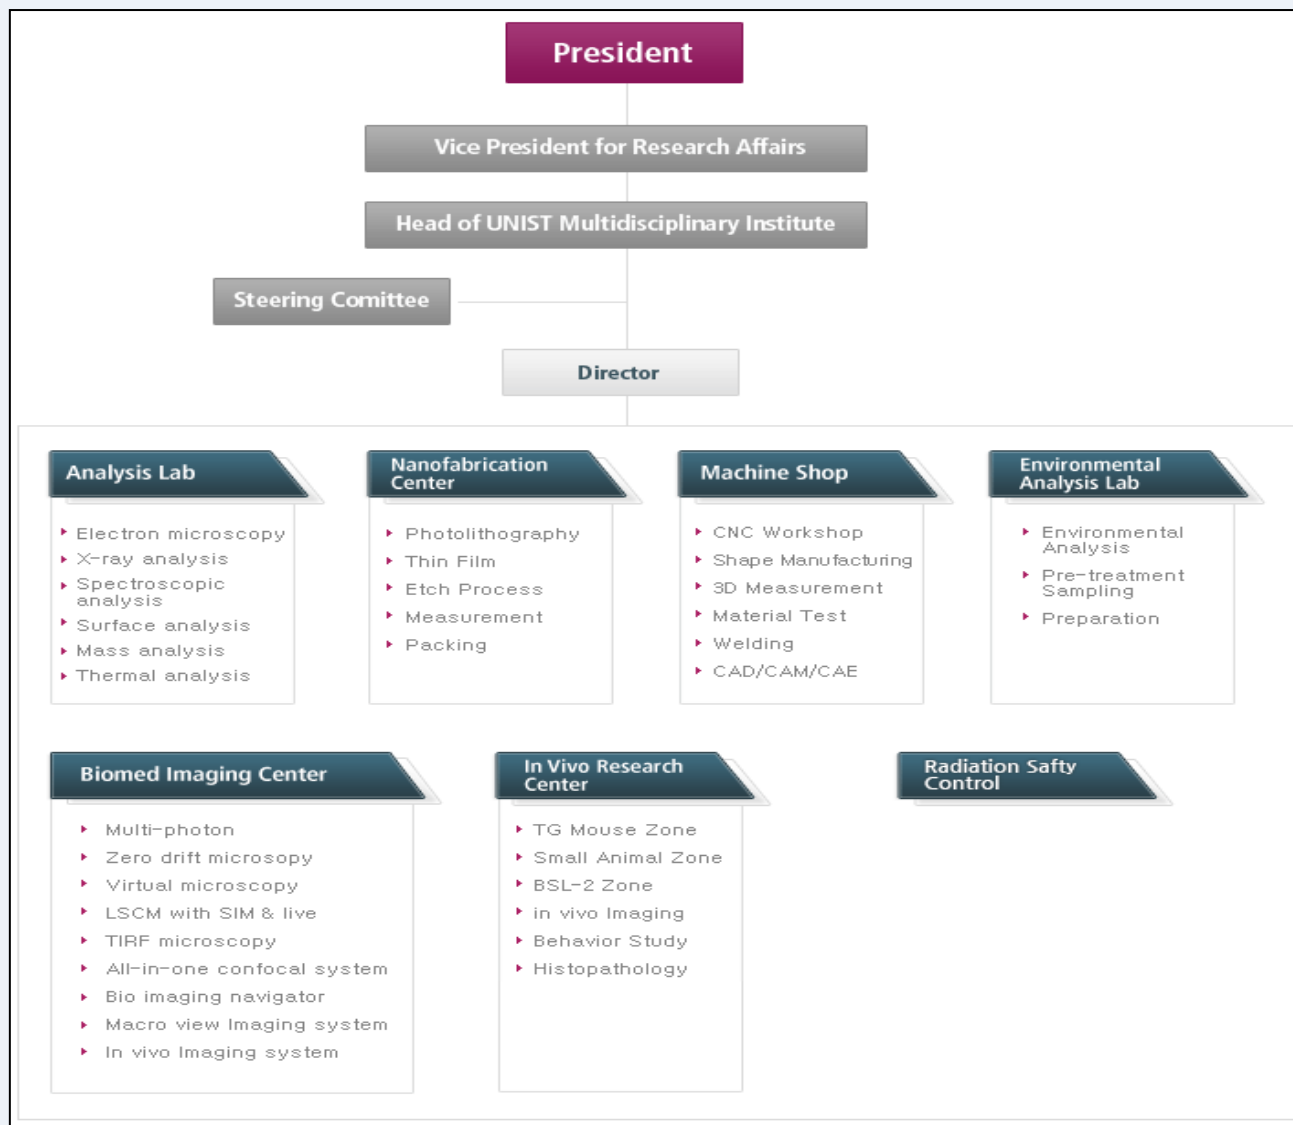 President
Vice President for Research Affairs
Head of UNIST Multidisciplinary Institute
Steering Comittee
Director
Analysis Lab
Electron microscopy
X-ray analysis
Spectroscopic
analysis
Surface analysis
Mass analysis
Thermal analysis
Nanofabrication
Center
Photolithography
Thin Film
Etch Process
Measurement
Packing
Machine Shop
CNC Workshop
Shape Manufacturing
3D Measurement
Material Test
Welding
CAD/CAM/CAE
Environmental
Analysis Lab
Environmental
Analysis
Pre-treatment
Sampling
Preparation
Biomed Imaging Center
Multi-photon
Zero drift microsopy
Virtual microscopy
LSCM with SIM & live
TIRF microscopy
All-in-one confocal system
Bio imaging navigator
Macro view Imaging system
In vivo Imaging system
In Vivo Research
Center
TG Mouse Zone
Small Animal Zone
BSL-2 Zone
in vivo Imaging
Behavior Study
Histopathology
Radiation Safty
Control